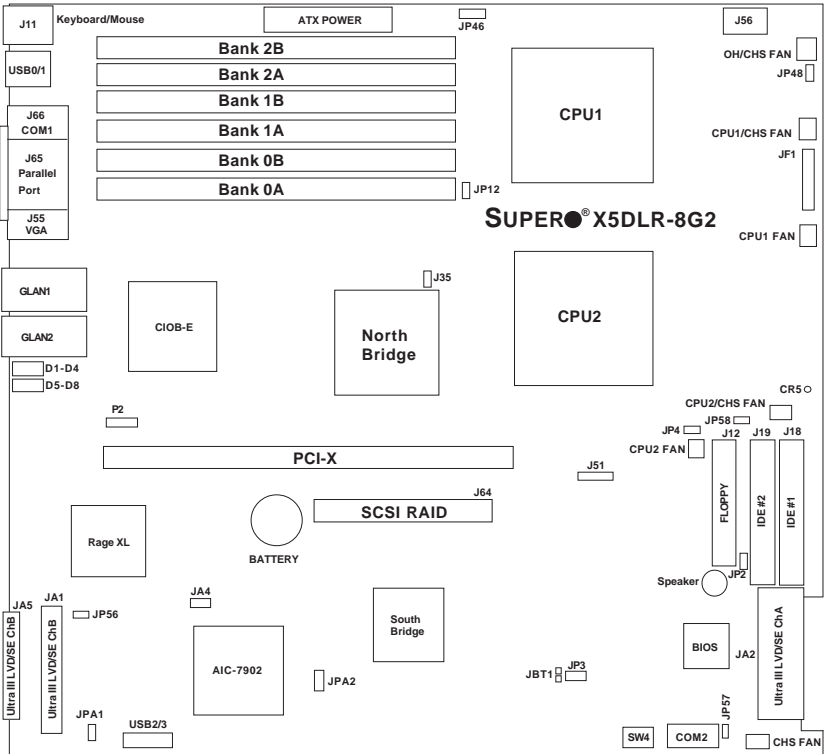 J11
Keyboard/Mouse
ATX POWER
JP46
J56
Bank 2B
OH/CHS FAN
USB0/1
Bank 2A
JP48
Bank 1B
J66
COM1
CPU1
Bank 1A
CPU1/CHS FAN
J65
Parallel
Port
Bank 0B
JF1
Bank 0A
JP12
J55
VGA
SUPER® X5DLR-8G2
CPU1 FAN
J35
GLAN1
CIOB-E
North
Bridge
CPU2
GLAN2
D1-D4
D5-D8
CR5
CPU2/CHS FAN
P2
JP58
JP4
J12
J19
J18
CPU2 FAN
PCI-X
J51
FLOPPY
IDE #2
IDE #1
J64
SCSI RAID
Rage XL
BATTERY
JP2
Speaker
JA5
JA1
JP56
JA4
South
Bridge
Ultra III LVD/SE ChB
Ultra III LVD/SE ChB
AIC-7902
JPA2
JBT1
JP3
BIOS
JA2
Ultra III LVD/SE ChA
JPA1
USB2/3
JP57
SW4
COM2
CHS FAN